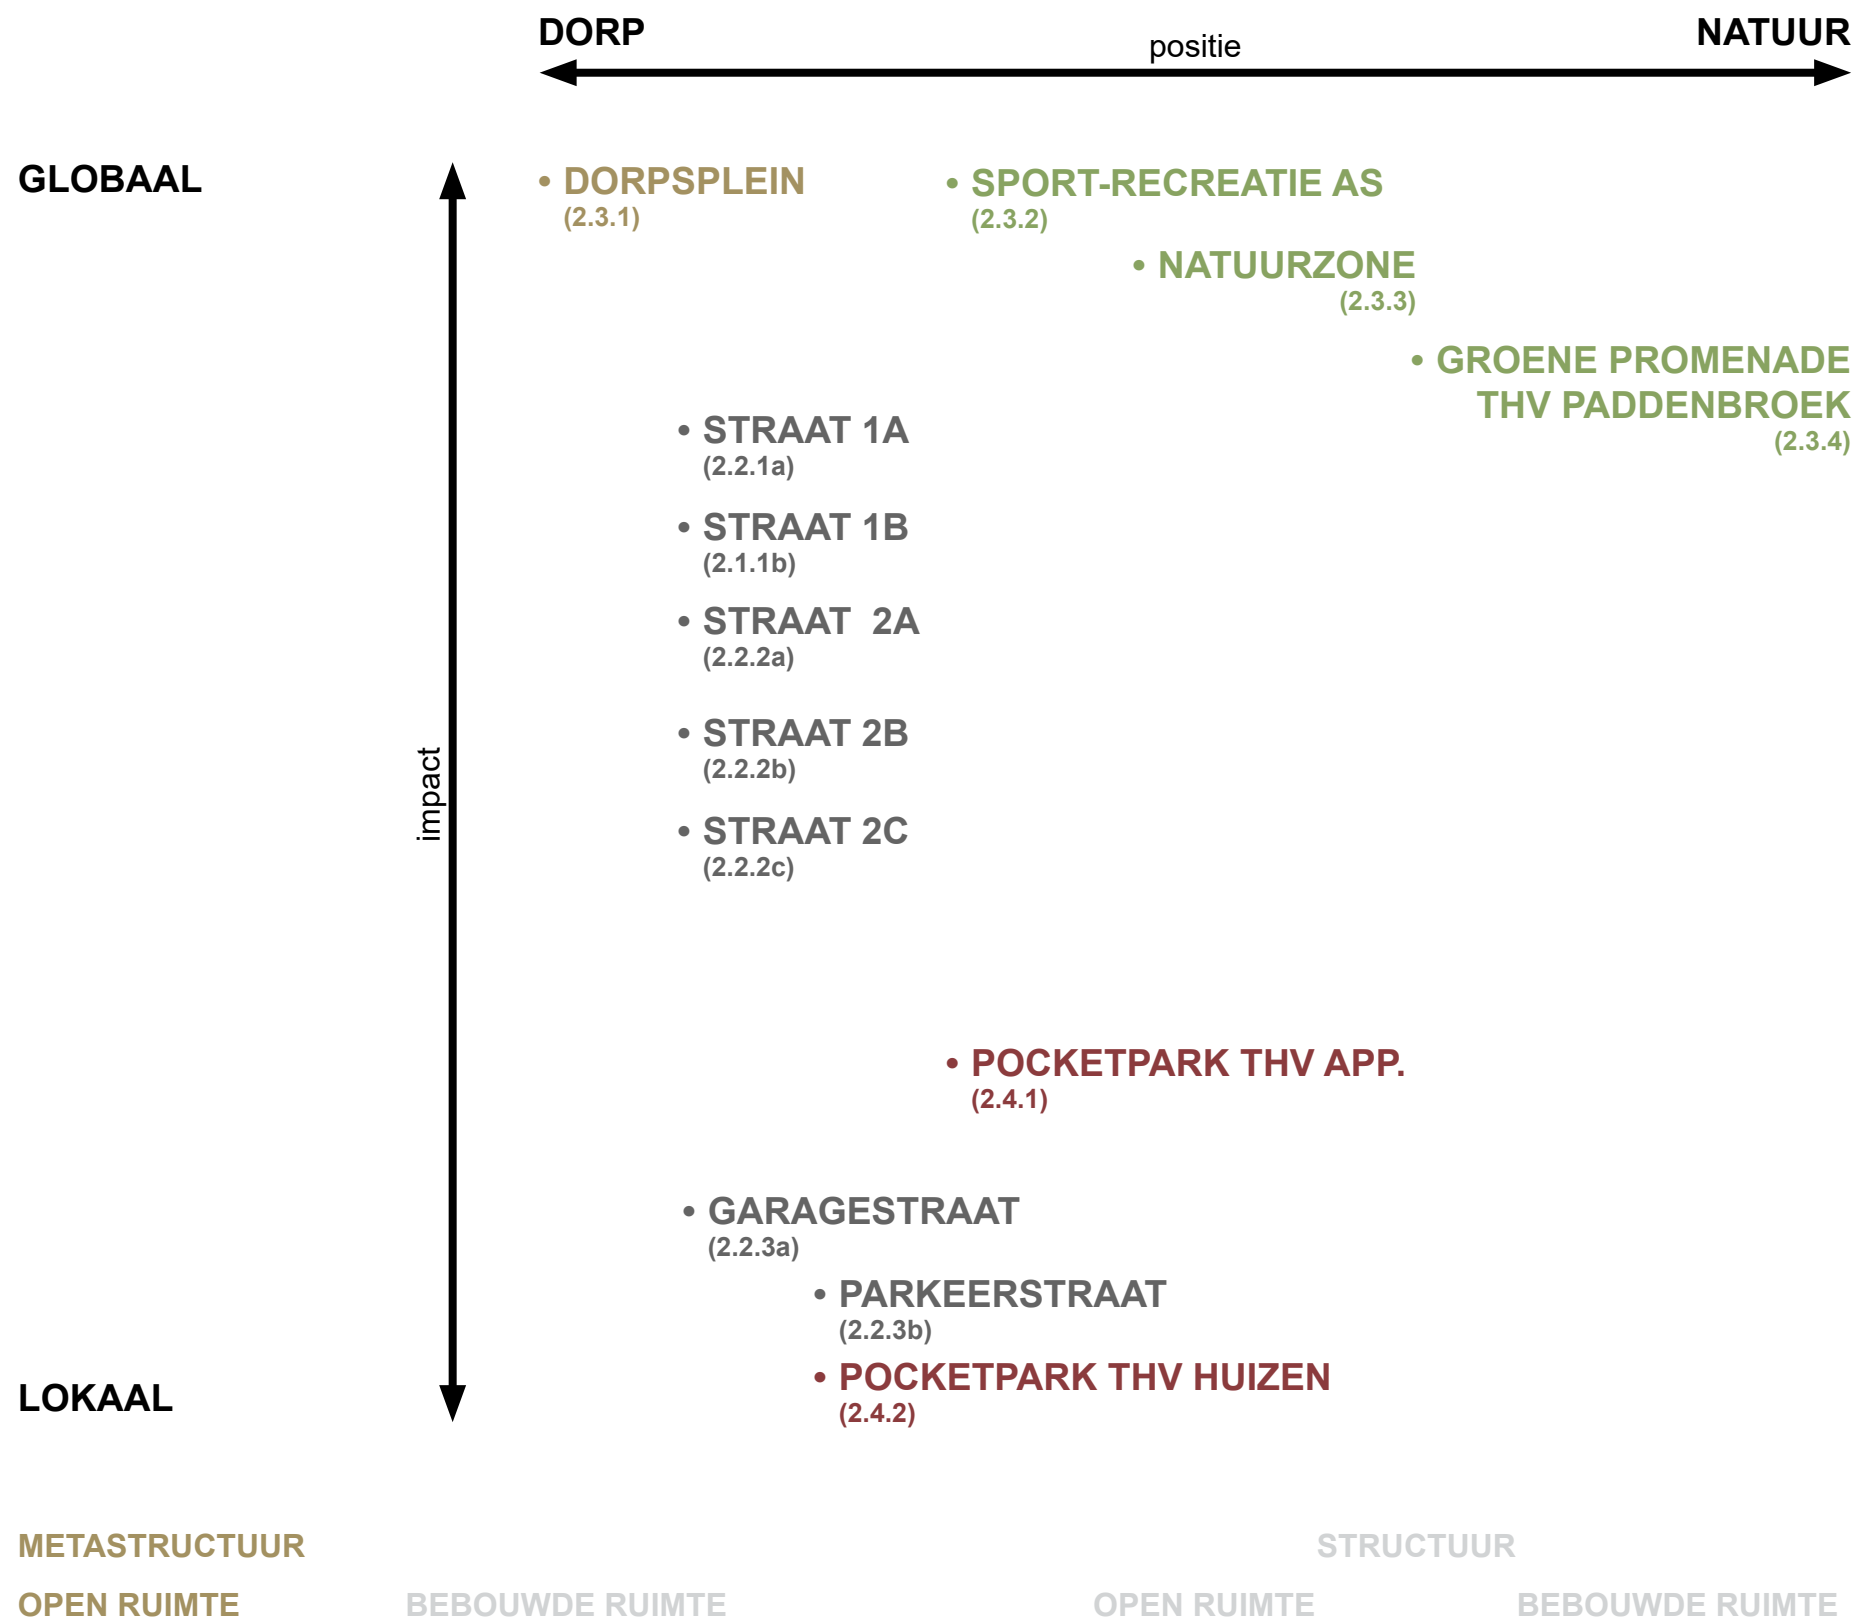 DORP
positie
NATUUR
GLOBAAL
• DORPSPLEIN
(2.3.1)
• SPORT-RECREATIE AS
(2.3.2)
• NATUURZONE
(2.3.3)
• GROENE PROMENADE
THV PADDENBROEK
(2.3.4)
• STRAAT 1A
(2.2.1a)
• STRAAT 1B
(2.1.1b)
• STRAAT  2A
(2.2.2a)
• STRAAT 2B
(2.2.2b)
impact
• STRAAT 2C
(2.2.2c)
• POCKETPARK THV APP.
(2.4.1)
• GARAGESTRAAT
(2.2.3a)
• PARKEERSTRAAT
(2.2.3b)
• POCKETPARK THV HUIZEN
(2.4.2)
LOKAAL
METASTRUCTUUR
STRUCTUUR
OPEN RUIMTE
BEBOUWDE RUIMTE
OPEN RUIMTE
BEBOUWDE RUIMTE